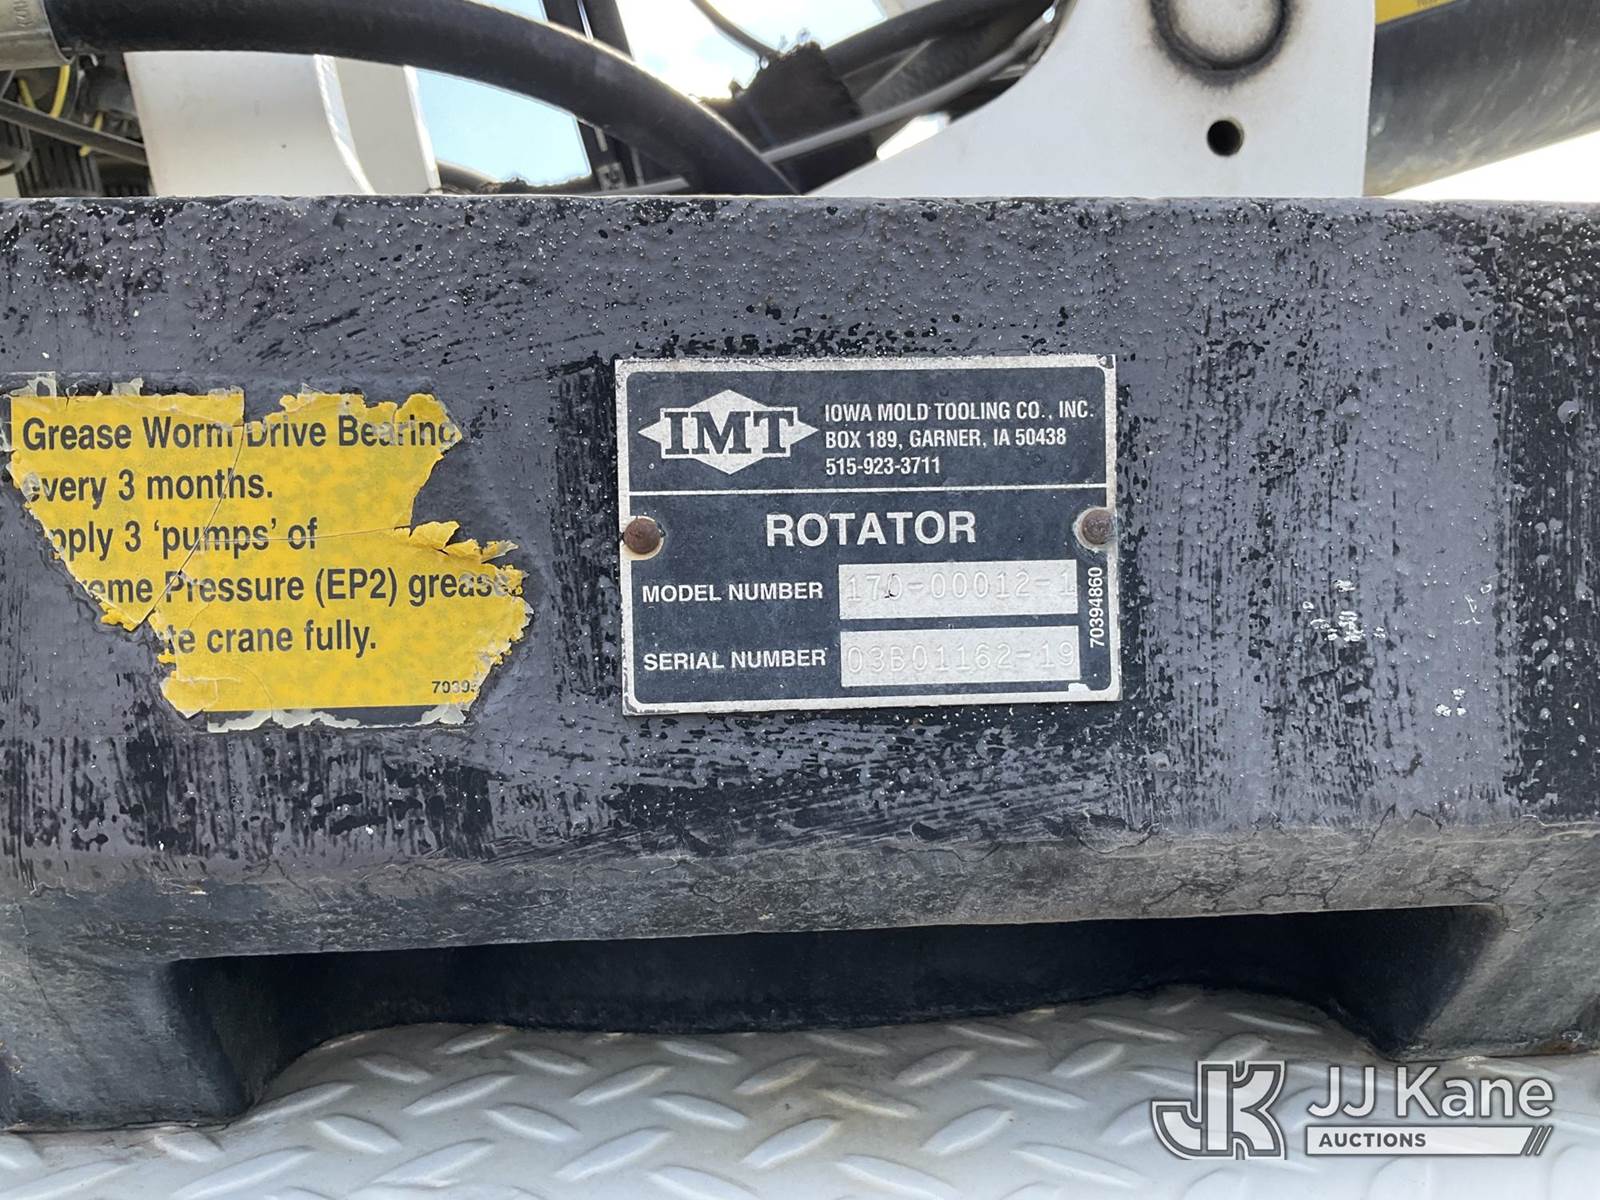 Grease Worm Drive Bearing
every 3 months.
pply 3 'pumps' of
reme Pressure (EP2) grease.
te crane fully.
70395
IMT
IOWA MOLD TOOLING CO., INC.
BOX 189, GARNER, IA 50438
515-923-3711
ROTATOR
MODEL NUMBER 170-00012-1
SERIAL NUMBER 03B01162-19
70394860
JK JJ Kane
AUCTIONS